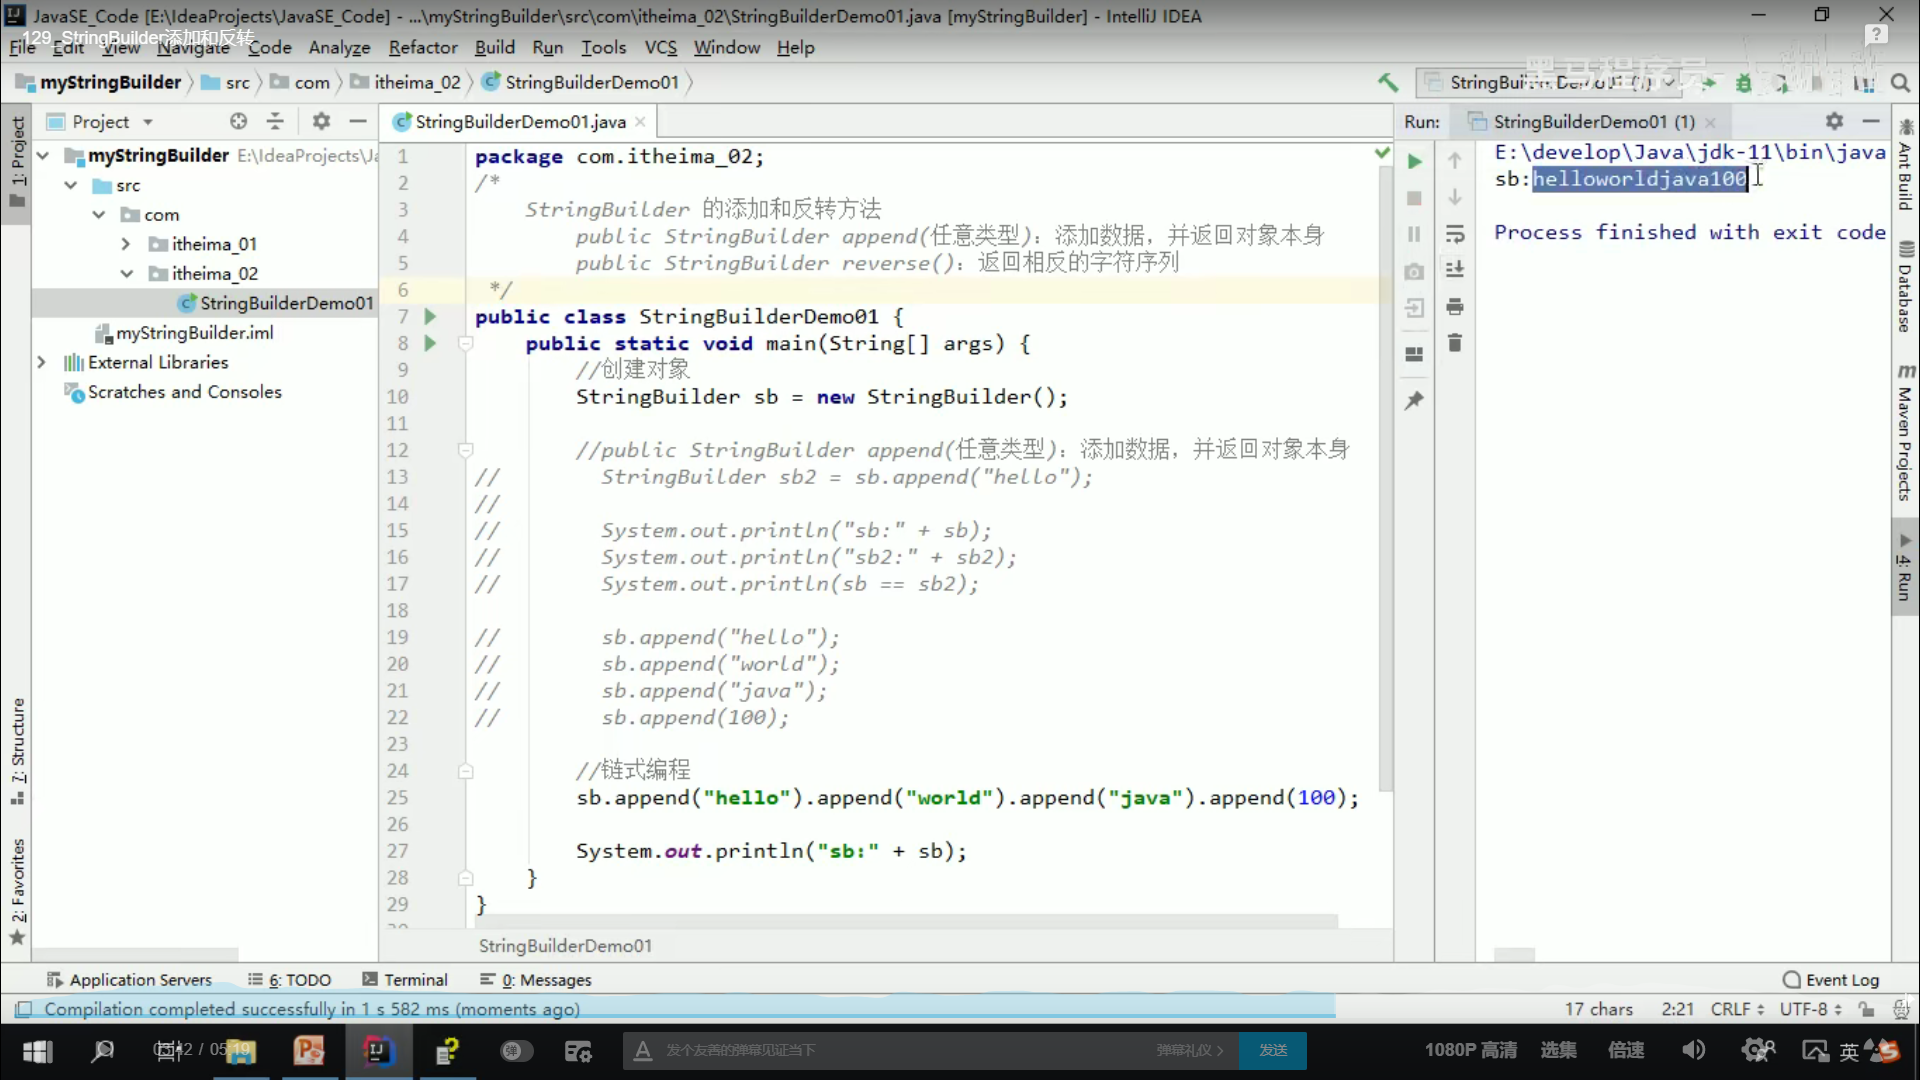 JavaSE_Code [E:\IdeaProjects\JavaSE_Code] - ...\myStringBuilder\src\com\itheima_02\StringBuilderDemo01.java [myStringBuilder] - IntelliJ IDEA
129_StringBuilder添加和反转
File Edit View Navigate Code Analyze Refactor Build Run Tools VCS Window Help
黑马程序员-
myStringBuilder src com itheima_02 StringBuilderDemo01
StringBuilderDemo01 (1)
Project
StringBuilderDemo01.java
Run: StringBuilderDemo01 (1)
1: Project
myStringBuilder E:\IdeaProjects\Ja
src
com
itheima_01
itheima_02
StringBuilderDemo01
myStringBuilder.iml
External Libraries
Scratches and Consoles
7: Structure
2: Favorites
1 package com.itheima_02;
2 /*
3 StringBuilder 的添加和反转方法
4 public StringBuilder append(任意类型): 添加数据，并返回对象本身
5 public StringBuilder reverse(): 返回相反的字符序列
6 */
7 public class StringBuilderDemo01 {
8 public static void main(String[] args) {
9 //创建对象
10 StringBuilder sb = new StringBuilder();
11
12 //public StringBuilder append(任意类型): 添加数据，并返回对象本身
13 // StringBuilder sb2 = sb.append("hello");
14 //
15 // System.out.println("sb:" + sb);
16 // System.out.println("sb2:" + sb2);
17 // System.out.println(sb == sb2);
18
19 // sb.append("hello");
20 // sb.append("world");
21 // sb.append("java");
22 // sb.append(100);
23
24 //链式编程
25 sb.append("hello").append("world").append("java").append(100);
26
27 System.out.println("sb:" + sb);
28 }
29 }
StringBuilderDemo01
E:\develop\Java\jdk-11\bin\java
sb:helloworldjava100
Process finished with exit code
Ant Build
Database
Maven Projects
4: Run
Application Servers 6: TODO Terminal 0: Messages Event Log
Compilation completed successfully in 1 s 582 ms (moments ago) 17 chars 2:21 CRLF UTF-8
/ 05:19
弹
发个友善的弹幕见证当下 弹幕礼仪 发送 1080P 高清 选集 倍速 英